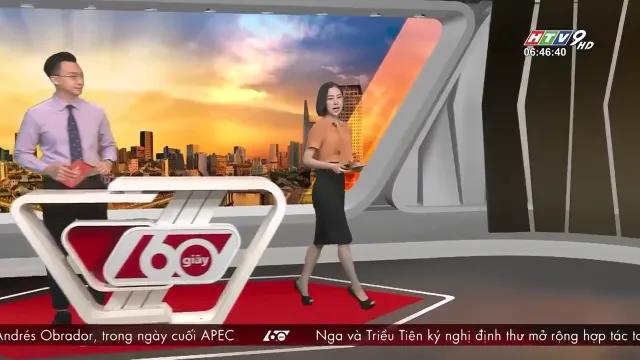 HTV9 HD
06:46:40
60 giây
Andrés Obrador, trong ngày cuối APEC 60 Nga và Triều Tiên ký nghị định thư mở rộng hợp tác